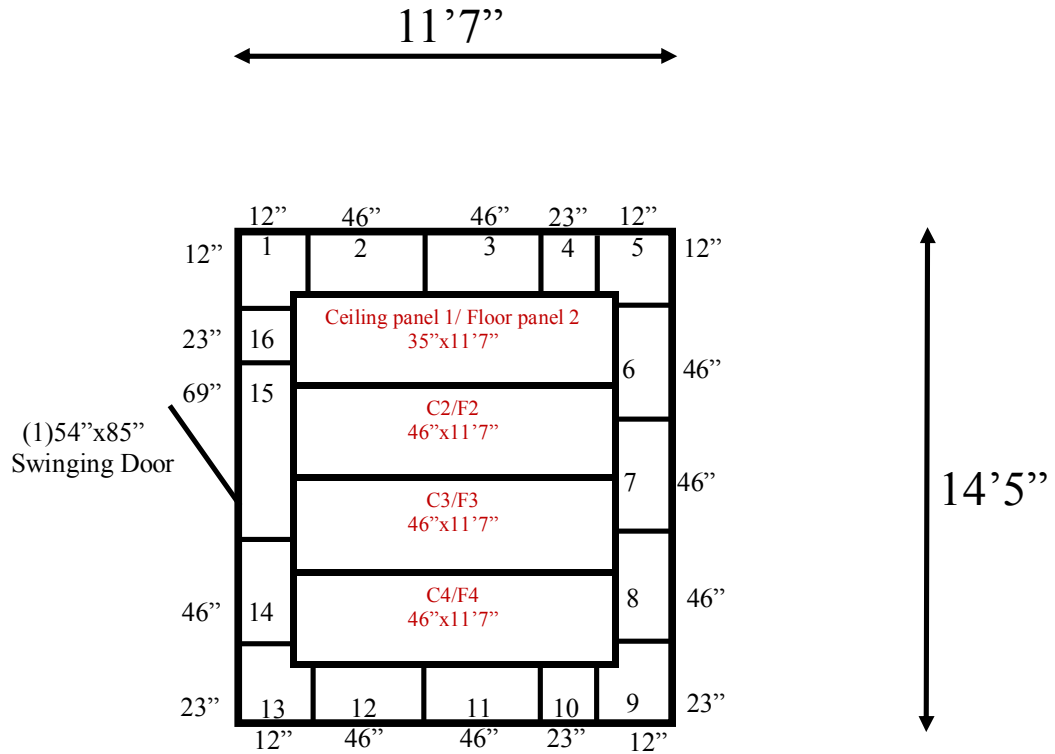 11’7”
12” 46” 46” 23” 12”
12” 1 2 3 4 5 12”
Ceiling panel 1/ Floor panel 2
35”x11’7”
23” 16
6 46”
69” 15
C2/F2
46”x11’7”
(1)54”x85”
Swinging Door
7 46”
14’5”
C3/F3
46”x11’7”
C4/F4
46”x11’7”
46” 14
8 46”
23” 13 12 11 10 9 23”
12” 46” 46” 23” 12”